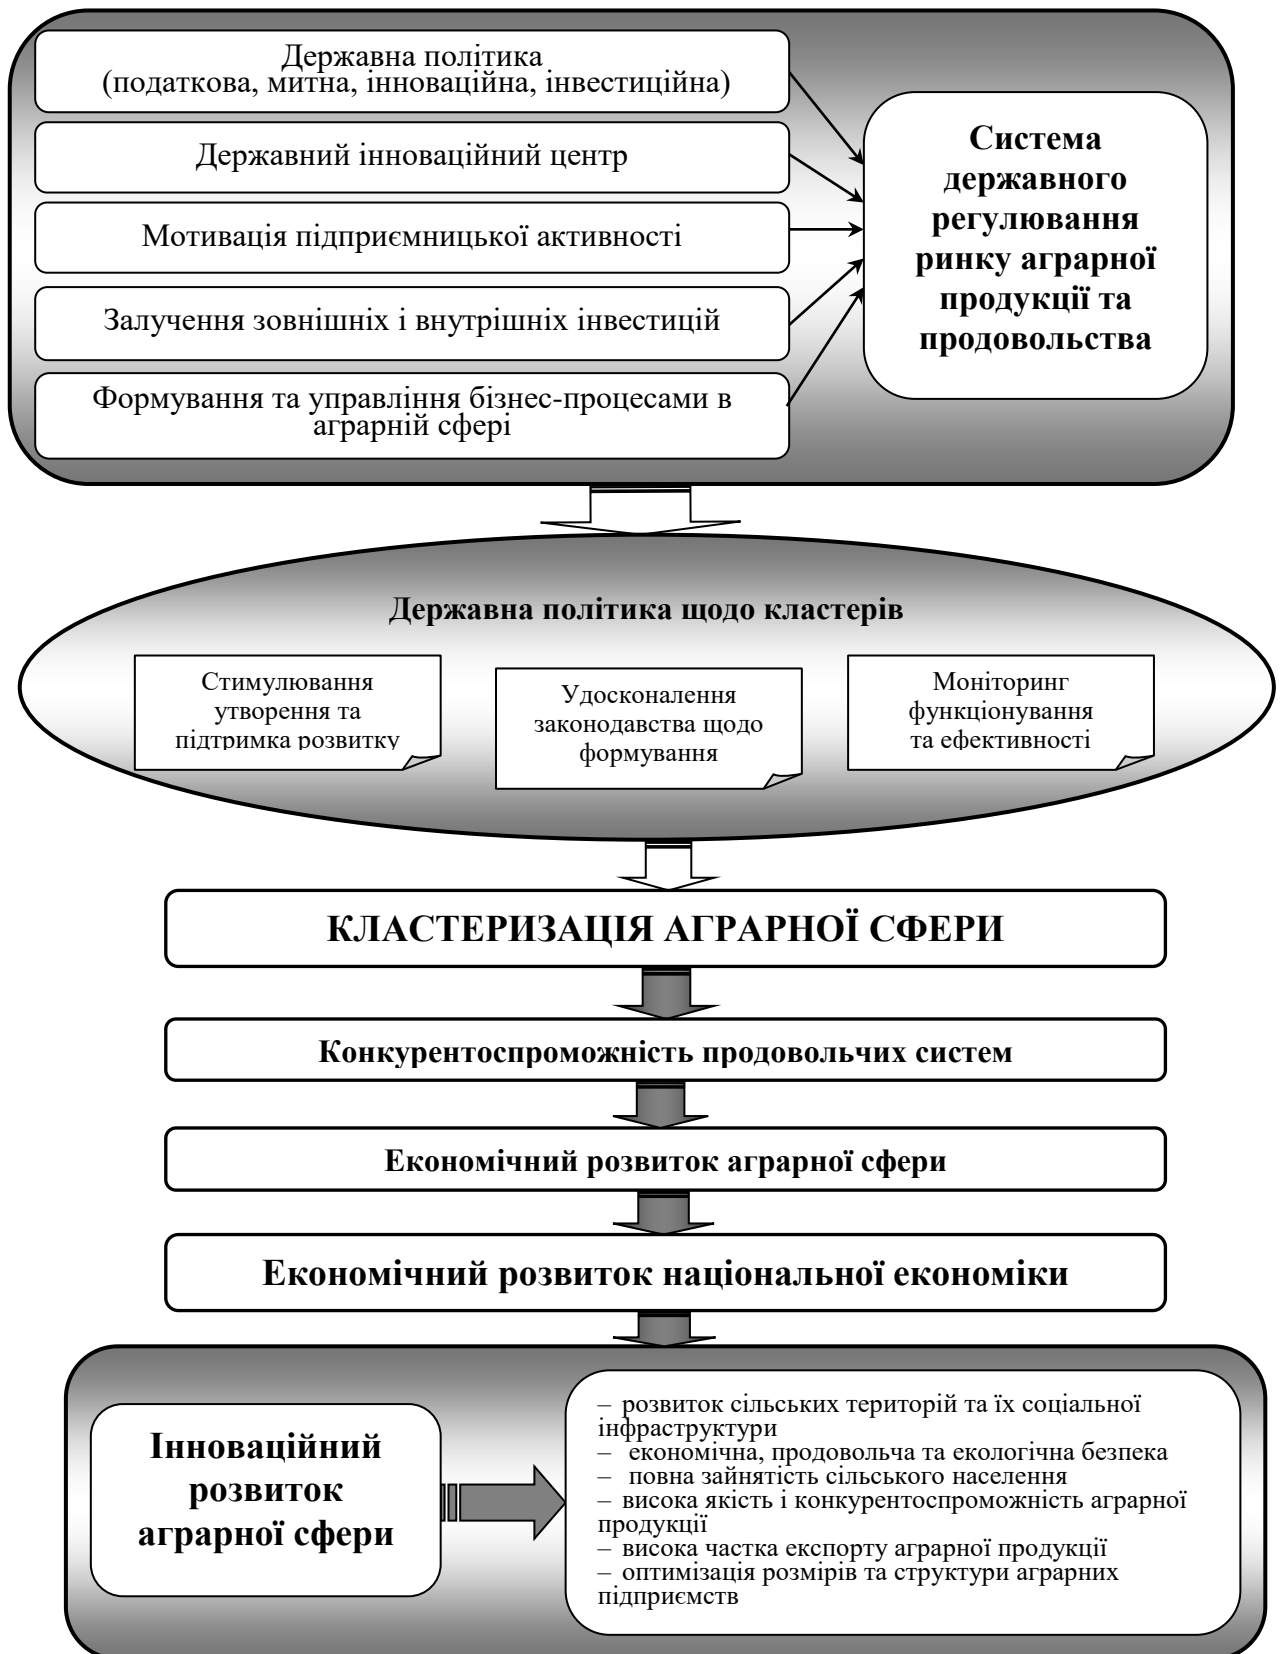 Державна політика
(податкова, митна, інноваційна, інвестиційна)
Державний інноваційний центр
Мотивація підприємницької активності
Залучення зовнішніх і внутрішніх інвестицій
Формування та управління бізнес-процесами в
аграрній сфері
Система
державного
регулювання
ринку аграрної
продукції та
продовольства
Державна політика щодо кластерів
Стимулювання
утворення та
підтримка розвитку
Удосконалення
законодавства щодо
формування
Моніторинг
функціонування
та ефективності
КЛАСТЕРИЗАЦІЯ АГРАРНОЇ СФЕРИ
Конкурентоспроможність продовольчих систем
Економічний розвиток аграрної сфери
Економічний розвиток національної економіки
Інноваційний
розвиток
аграрної сфери
– розвиток сільських територій та їх соціальної
інфраструктури
– економічна, продовольча та екологічна безпека
– повна зайнятість сільського населення
– висока якість і конкурентоспроможність аграрної
продукції
– висока частка експорту аграрної продукції
– оптимізація розмірів та структури аграрних
підприємств